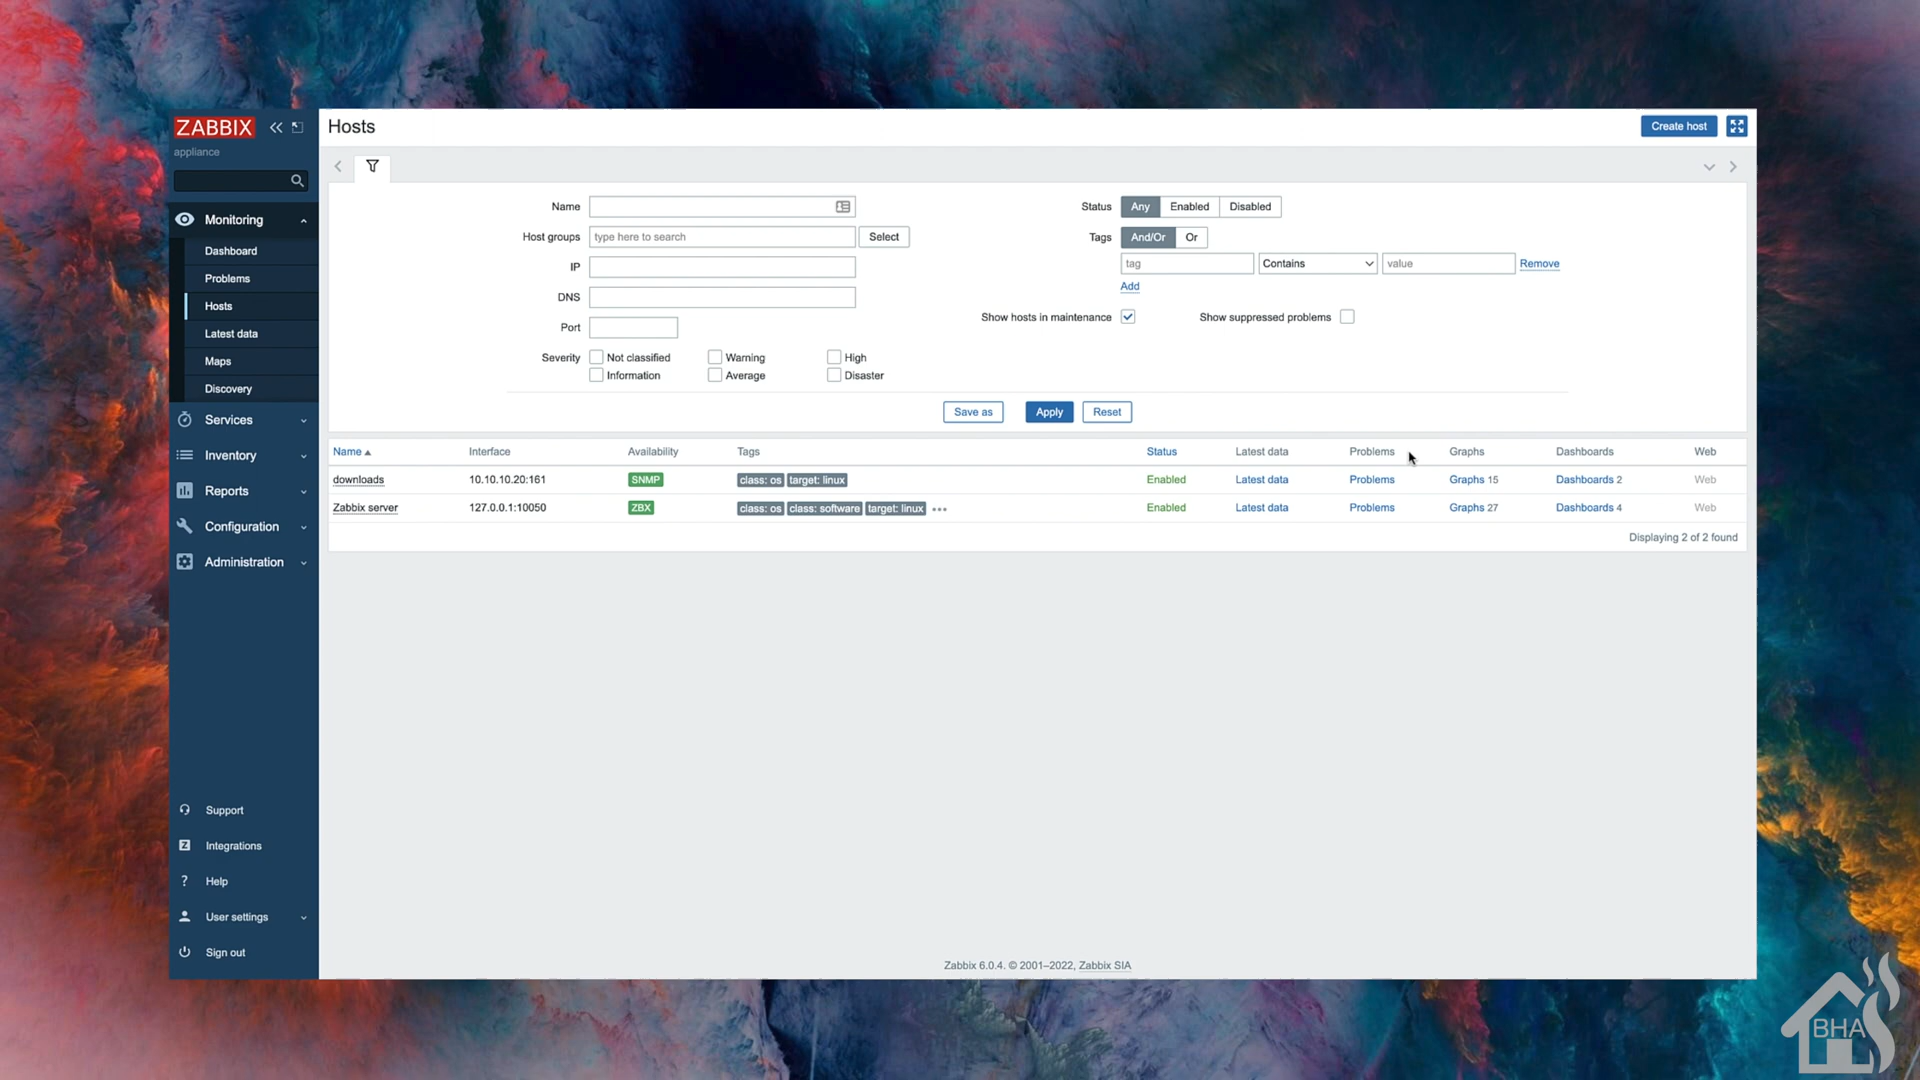 ZABBIX
appliance
Monitoring
Dashboard
Problems
Hosts
Latest data
Maps
Discovery
Services
Inventory
Reports
Configuration
Administration
Support
Integrations
Help
User settings
Sign out
Hosts
Create host
Name
Host groups type here to search Select
IP
DNS
Port
Severity Not classified Warning High
Information Average Disaster
Status Any Enabled Disabled
Tags And/Or Or
tag Contains value Remove
Add
Show hosts in maintenance Show suppressed problems
Save as Apply Reset
Name Interface Availability Tags Status Latest data Problems Graphs Dashboards Web
downloads 10.10.10.20:161 SNMP class: os target: linux Enabled Latest data Problems Graphs 15 Dashboards 2 Web
Zabbix server 127.0.0.1:10050 ZBX class: os class: software target: linux ••• Enabled Latest data Problems Graphs 27 Dashboards 4 Web
Displaying 2 of 2 found
Zabbix 6.0.4. © 2001–2022, Zabbix SIA
BHA